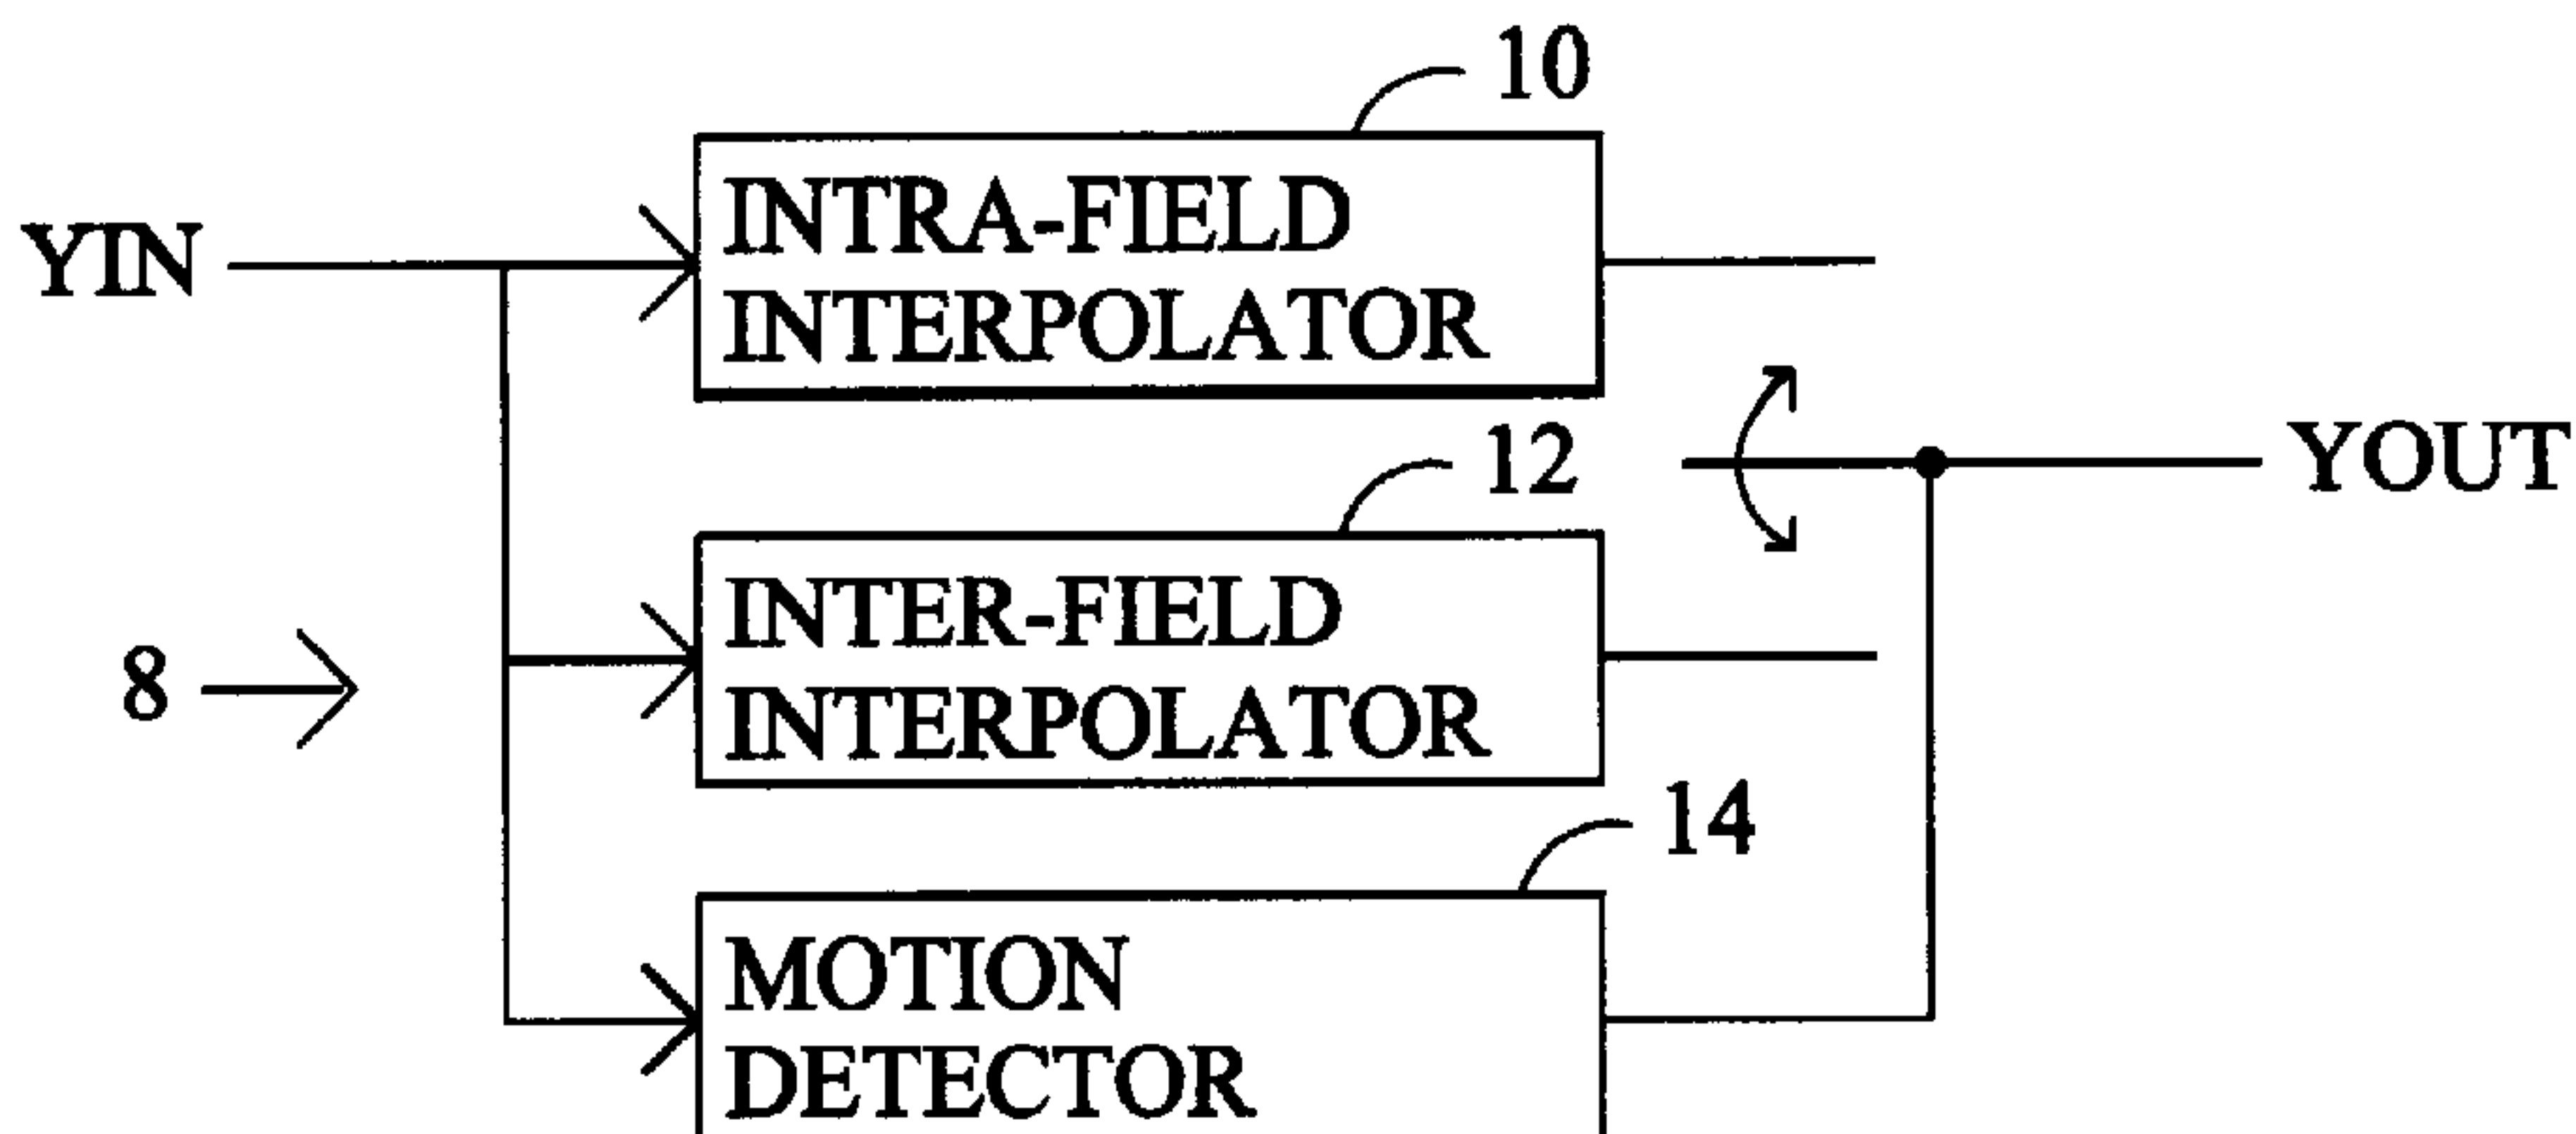 10
INTRA-FIELD
INTERPOLATOR
YIN
12
YOUT
INTER-FIELD
INTERPOLATOR
8
14
MOTION
DETECTOR